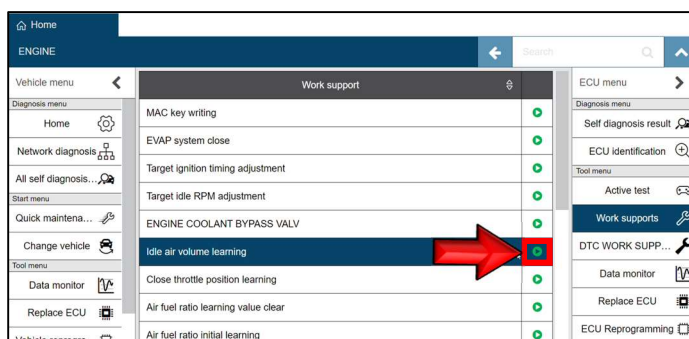 Home
ENGINE
Search
Vehicle menu
Diagnosis menu
Home
Network diagnosis
All self diagnosis...
Start menu
Quick maintena...
Change vehicle
Tool menu
Data monitor
Replace ECU
Work support
MAC key writing
EVAP system close
Target ignition timing adjustment
Target idle RPM adjustment
ENGINE COOLANT BYPASS VALV
Idle air volume learning
Close throttle position learning
Air fuel ratio learning value clear
Air fuel ratio initial learning
ECU menu
Diagnosis menu
Self diagnosis result
ECU identification
Tool menu
Active test
Work supports
DTC WORK SUPP...
Data monitor
Replace ECU
ECU Reprogramming